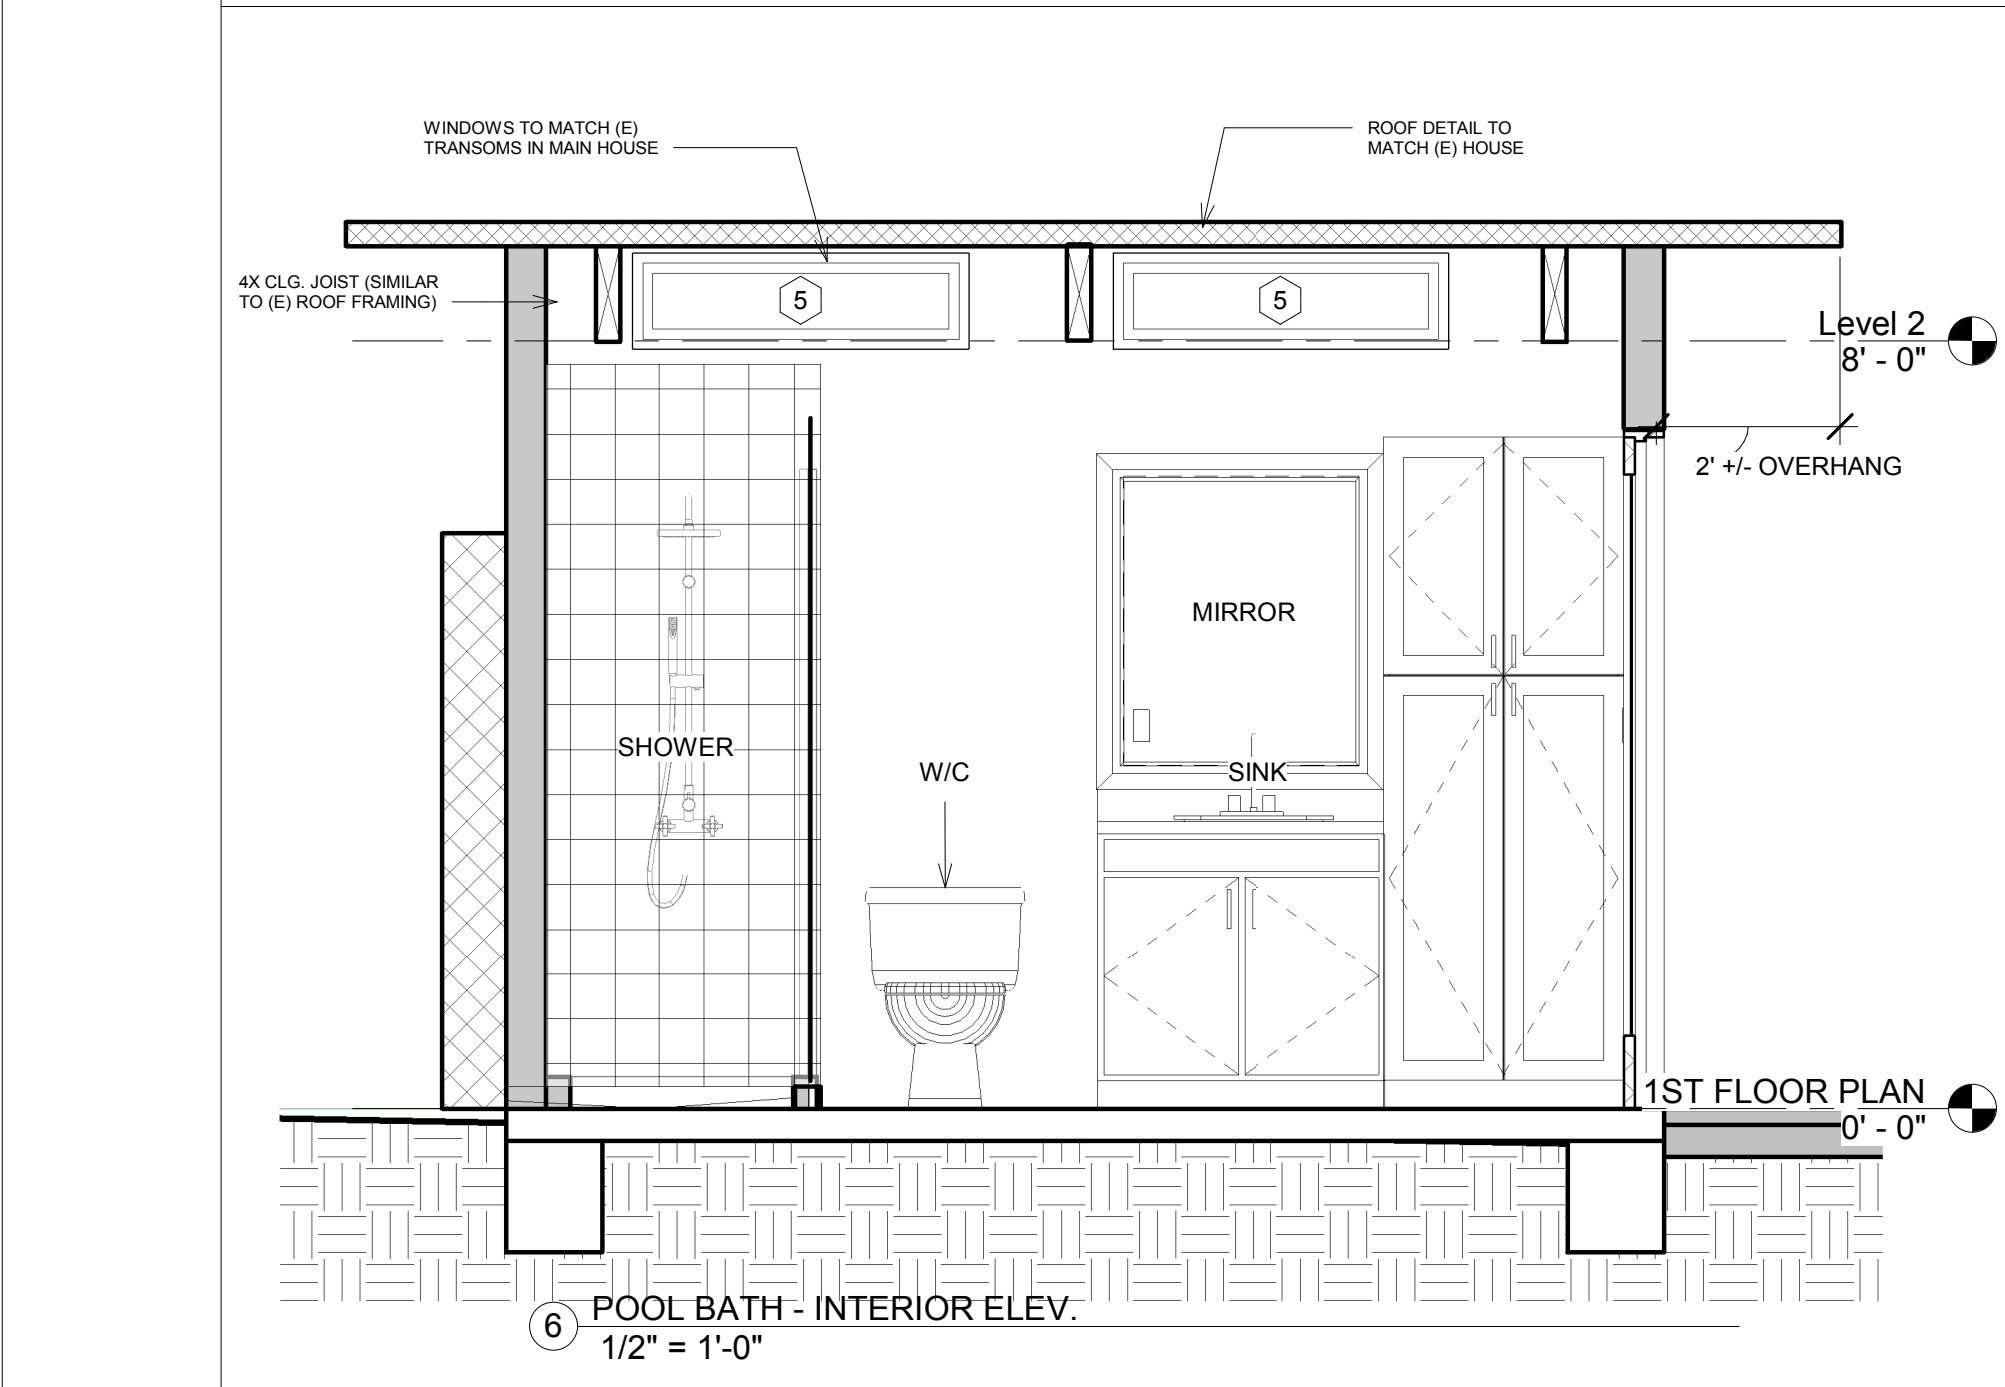 WINDOWS TO MATCH (E)
TRANSOMS IN MAIN HOUSE
ROOF DETAIL TO
MATCH (E) HOUSE
4X CLG. JOIST (SIMILAR
TO (E) ROOF FRAMING)
5
5
Level 2
8' - 0"
2' +/- OVERHANG
MIRROR
SHOWER
W/C
SINK
1ST FLOOR PLAN
0' - 0"
6
POOL BATH - INTERIOR ELEV.
1/2" = 1'-0"